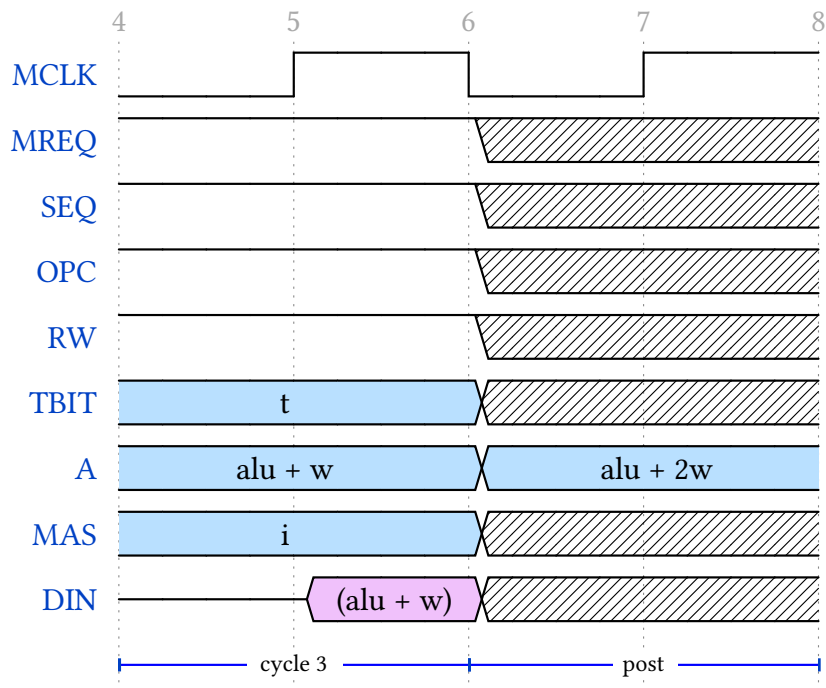 4 5 6 7 8
MCLK
MREQ
SEQ
OPC
RW
TBIT t
A alu + w alu + 2w
MAS i
DIN (alu + w)
cycle 3 post